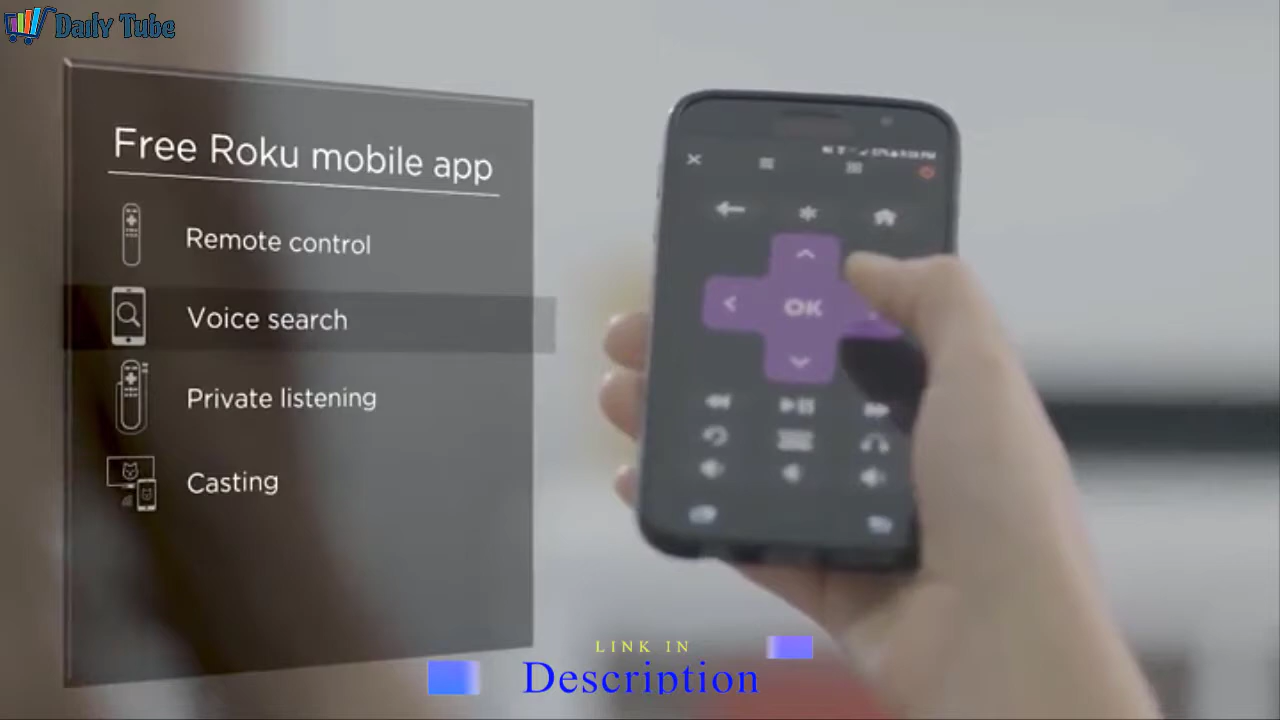 Daily Tube
Free Roku mobile app
Remote control
Voice search
Private listening
Casting
OK
LINK IN
Description